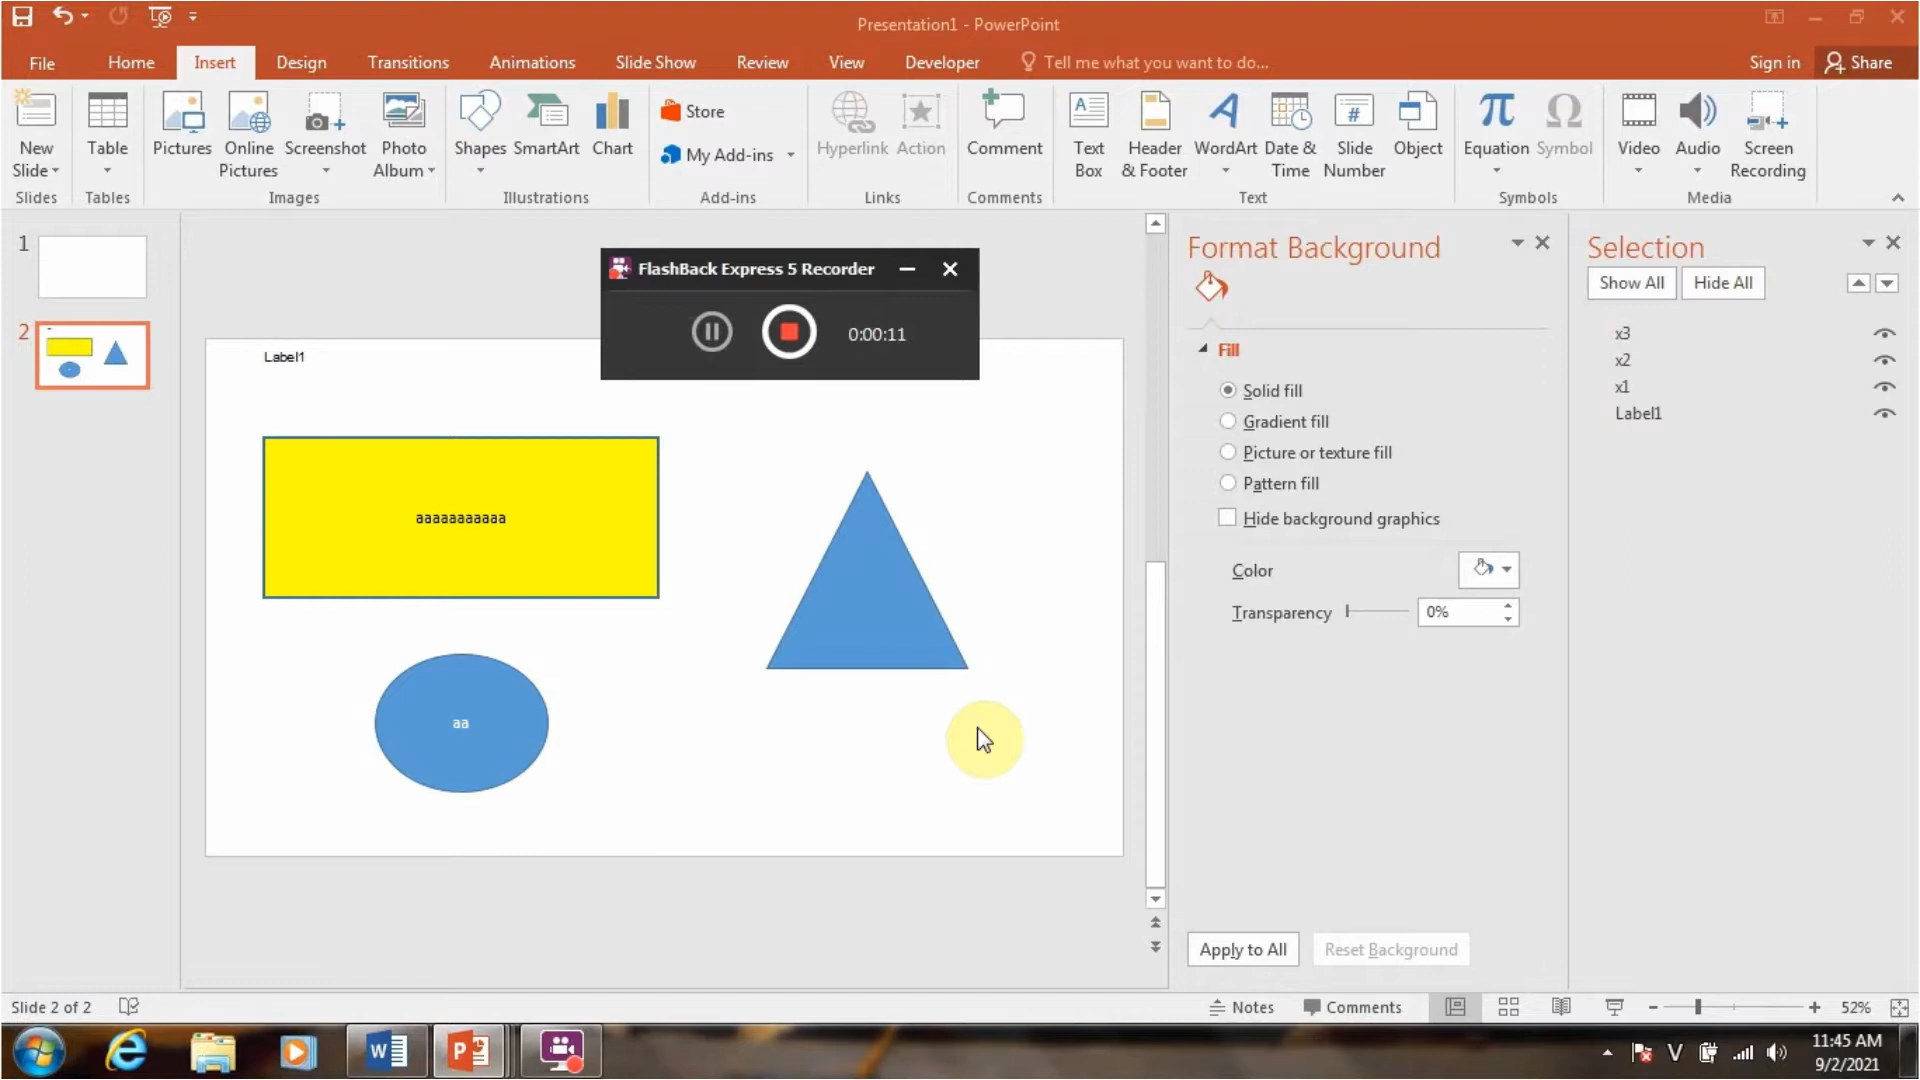 Presentation1 - PowerPoint
File Home Insert Design Transitions Animations Slide Show Review View Developer Tell me what you want to do... Sign in Share
New Slide
Table
Pictures
Online Pictures
Screenshot
Photo Album
Shapes
SmartArt
Chart
Store
My Add-ins
Hyperlink
Action
Comment
Text Box
Header & Footer
WordArt
Date & Time
Slide Number
Object
Equation
Symbol
Video
Audio
Screen Recording
Slides Tables Images Illustrations Add-ins Links Comments Text Symbols Media
1
2
FlashBack Express 5 Recorder
0:00:11
Label1
aaaaaaaaaaa
aa
Format Background
Fill
Solid fill
Gradient fill
Picture or texture fill
Pattern fill
Hide background graphics
Color
Transparency 0%
Apply to All Reset Background
Selection
Show All Hide All
x3
x2
x1
Label1
Slide 2 of 2 Notes Comments 52%
11:45 AM
9/2/2021